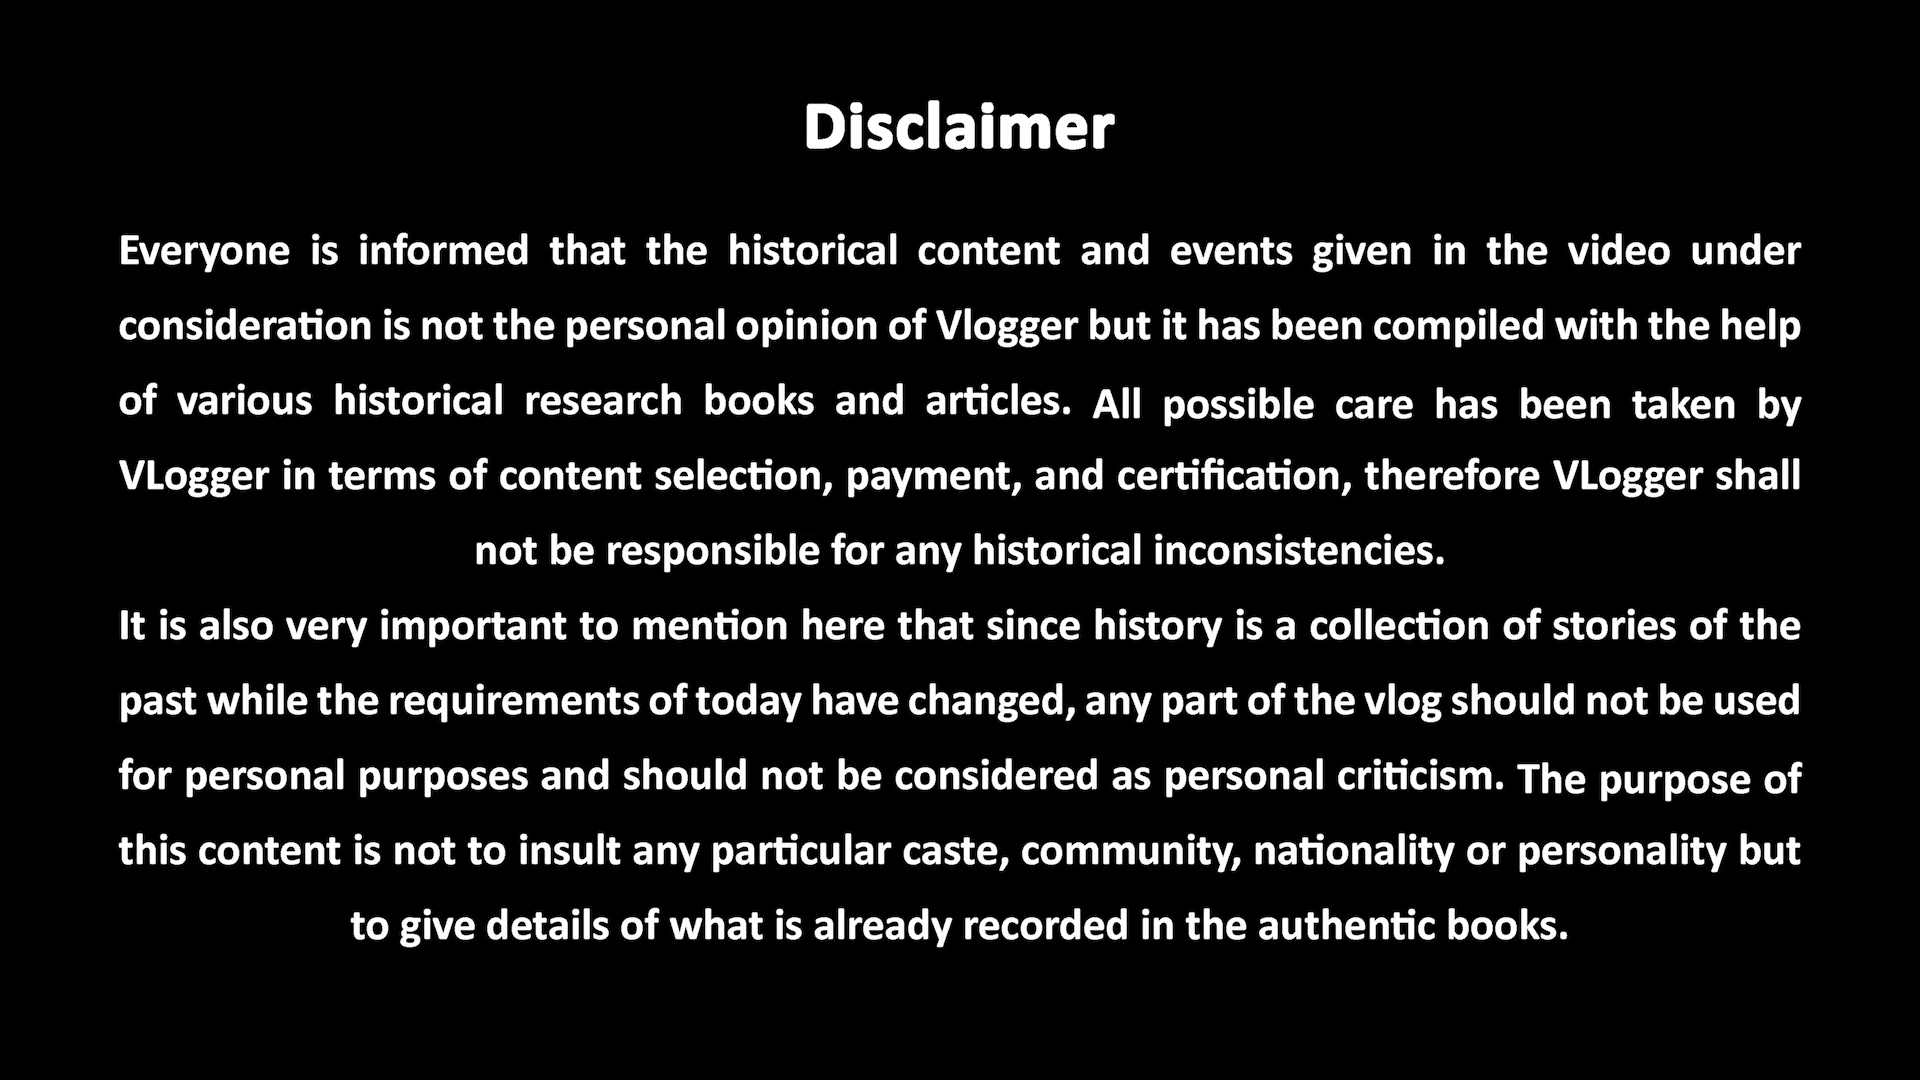 Disclaimer
Everyone is informed that the historical content and events given in the video under
consideration is not the personal opinion of Vlogger but it has been compiled with the help
of various historical research books and articles. All possible care has been taken by
VLogger in terms of content selection, payment, and certification, therefore VLogger shall
not be responsible for any historical inconsistencies.
It is also very important to mention here that since history is a collection of stories of the
past while the requirements of today have changed, any part of the vlog should not be used
for personal purposes and should not be considered as personal criticism. The purpose of
this content is not to insult any particular caste, community, nationality or personality but
to give details of what is already recorded in the authentic books.